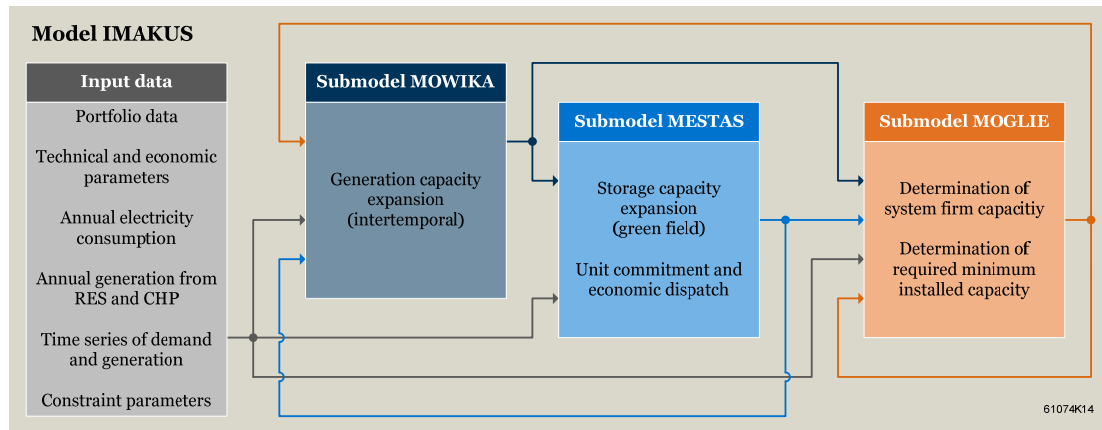 Model IMAKUS
Input data
Portfolio data
Technical and economic
parameters
Annual electricity
consumption
Annual generation from
RES and CHP
Time series of demand
and generation
Constraint parameters
Submodel MOWIKA
Generation capacity
expansion
(intertemporal)
Submodel MESTAS
Storage capacity
expansion
(green field)
Unit commitment and
economic dispatch
Submodel MOGLIE
Determination of
system firm capacitiy
Determination of
required minimum
installed capacity
61074K14